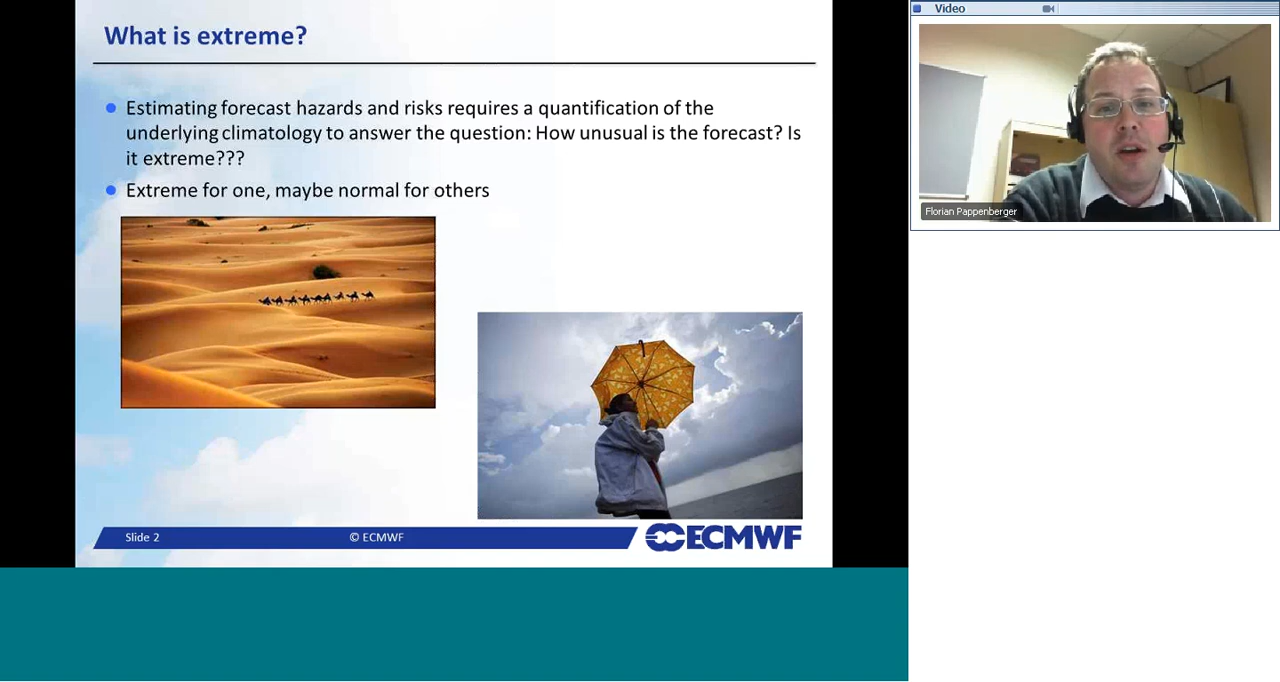 What is extreme?
Estimating forecast hazards and risks requires a quantification of the
underlying climatology to answer the question: How unusual is the forecast? Is
it extreme???
Extreme for one, maybe normal for others
Slide 2
© ECMWF
ECMWF
Video
Florian Pappenberger